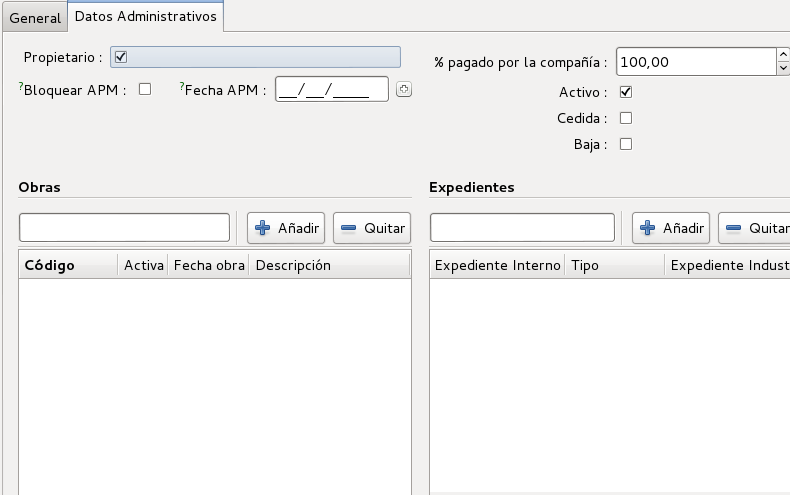 General
Datos Administrativos
Propietario :
% pagado por la compañía : 100,00
?Bloquear APM :
?Fecha APM : __/__/____
Activo :
Cedida :
Baja :
Obras
Expedientes
Añadir
Quitar
Añadir
Quitar
Código Activa Fecha obra Descripción
Expediente Interno Tipo Expediente Indust